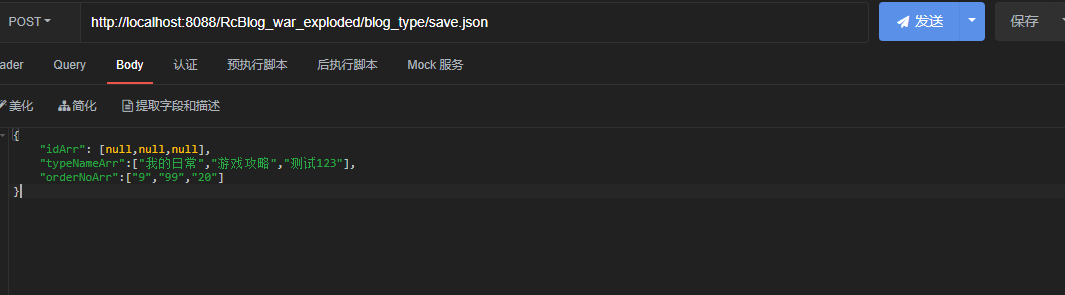 POST http://localhost:8088/RcBlog_war_exploded/blog_type/save.json 发送 保存
ader Query Body 认证 预执行脚本 后执行脚本 Mock 服务
美化 简化 提取字段和描述
{
"idArr": [null,null,null],
"typeNameArr":["我的日常","游戏攻略","测试123"],
"orderNoArr":["9","99","20"]
}